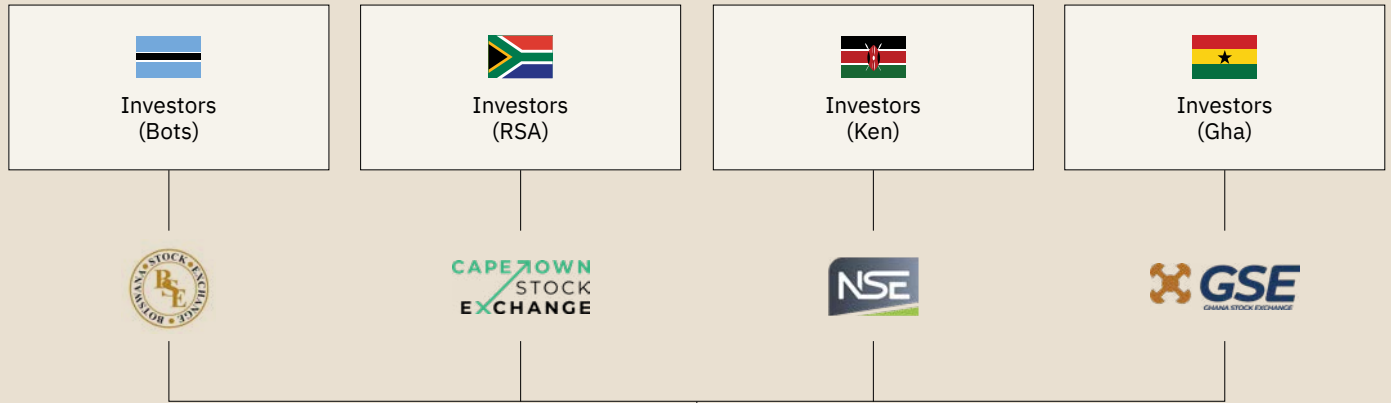 Investors
(Bots)
Investors
(RSA)
Investors
(Ken)
Investors
(Gha)
BOTSWANA STOCK EXCHANGE
BSE
CAPE TOWN
STOCK
EXCHANGE
NSE
GSE
GHANA STOCK EXCHANGE